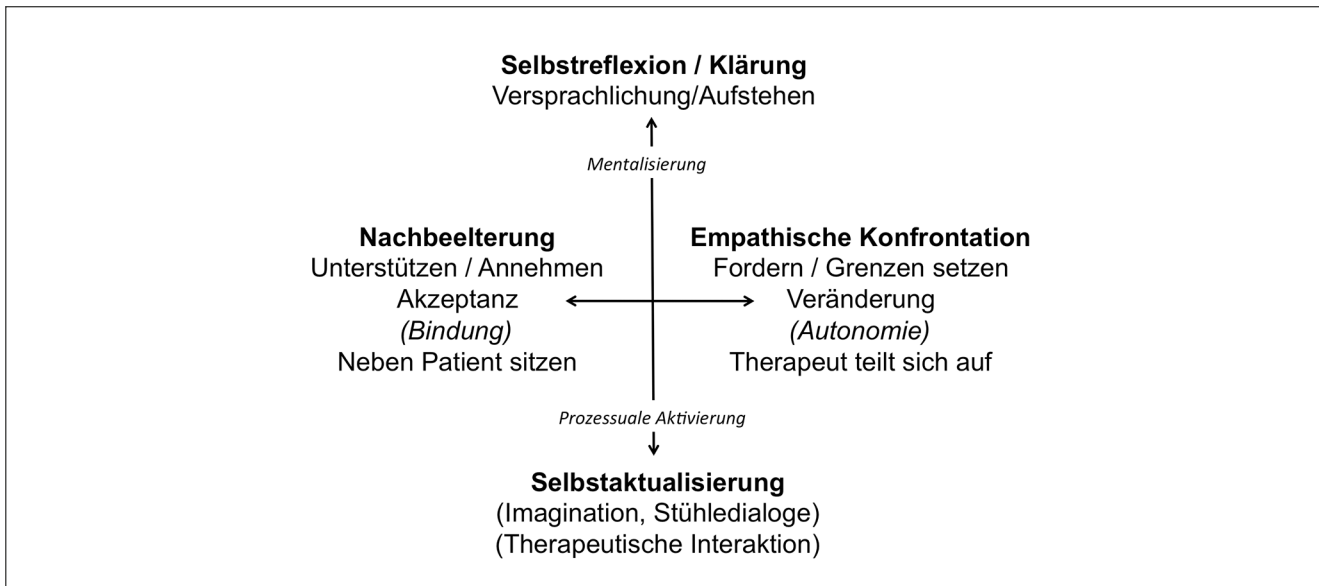 Selbstreflexion / Klärung
Versprachlichung/Aufstehen
Mentalisierung
Nachbeelterung
Unterstützen / Annehmen
Akzeptanz
(Bindung)
Neben Patient sitzen
Empathische Konfrontation
Fordern / Grenzen setzen
Veränderung
(Autonomie)
Therapeut teilt sich auf
Prozessuale Aktivierung
Selbstaktualisierung
(Imagination, Stühledialoge)
(Therapeutische Interaktion)